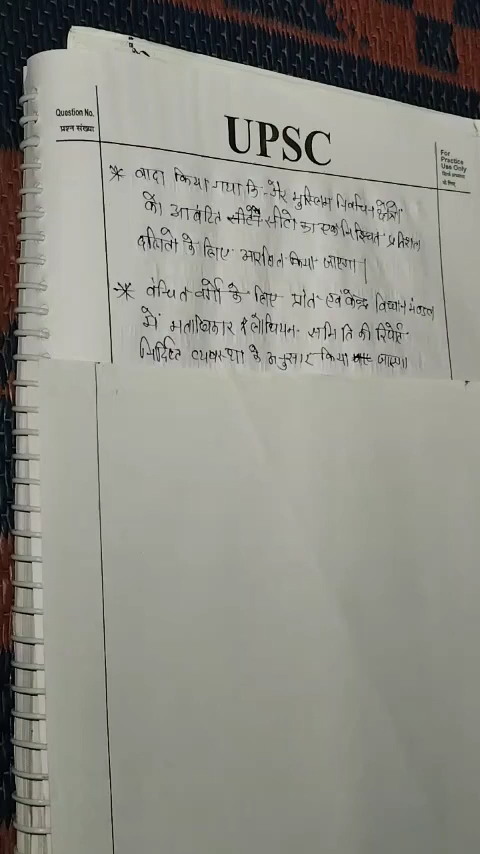 Question No.
प्रश्न संख्या
UPSC
For
Practice
Use Only
* वादा किया गया कि गैर मुस्लिम निर्वाचन क्षेत्रों
को आवंटित सीटों का एक निश्चित प्रतिशत
दलितों के लिए आरक्षित किया जाएगा।
* वंचित वर्गो के लिए प्रांत एवं केन्द्र विधान मंडल
में मताधिकार लोथियन समिति की रिपोर्ट
निर्दिष्ट व्यवस्था के अनुसार किया जाएगा